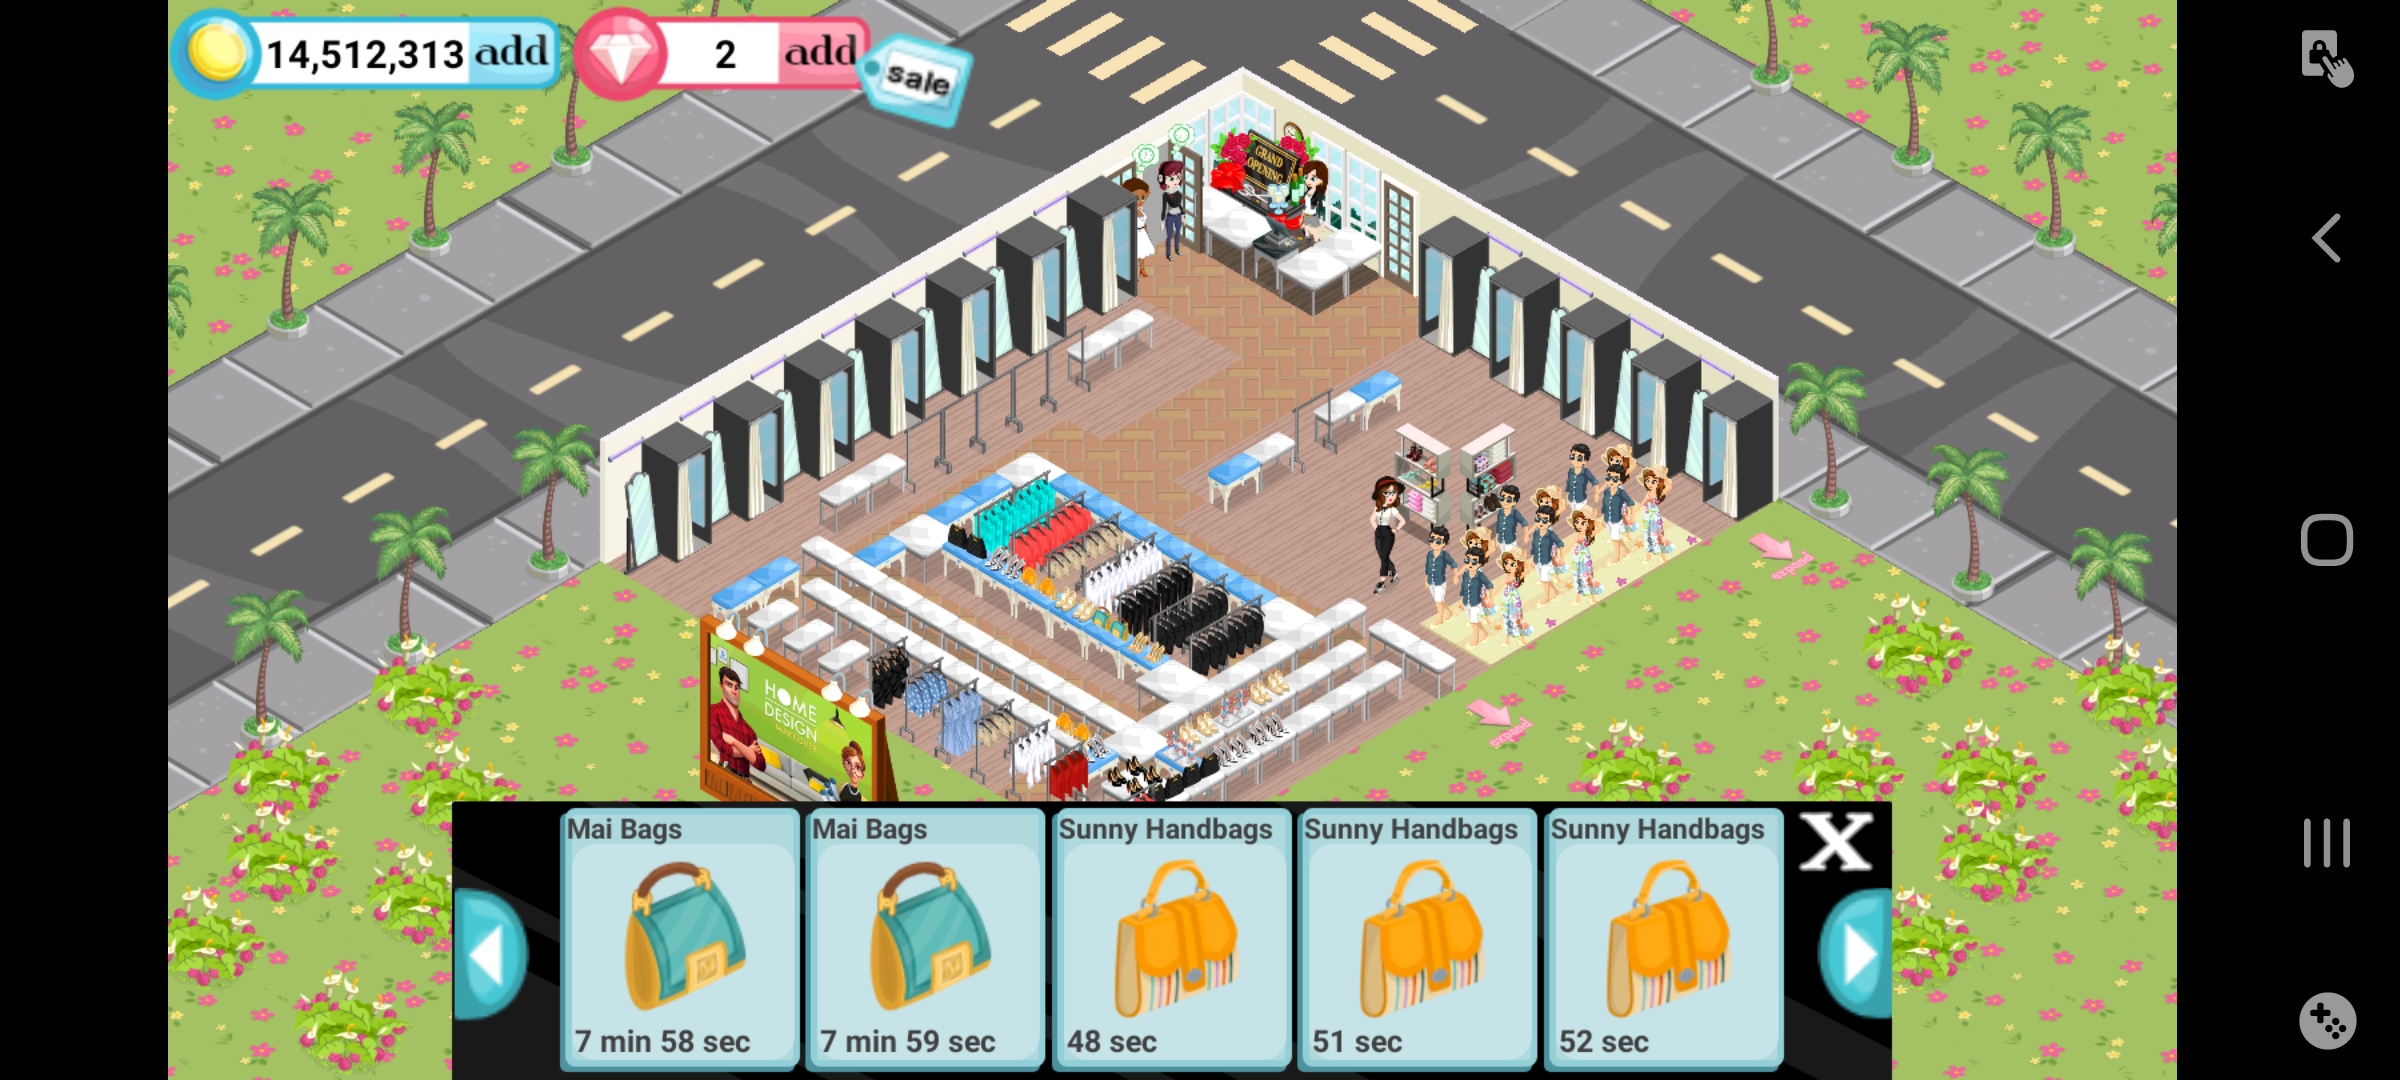 14,512,313 add
2 add
sale
GRAND
OPENING
expand
expand
HOME
DESIGN
MAKEOVER
Mai Bags
7 min 58 sec
Mai Bags
7 min 59 sec
Sunny Handbags
48 sec
Sunny Handbags
51 sec
Sunny Handbags
52 sec
X